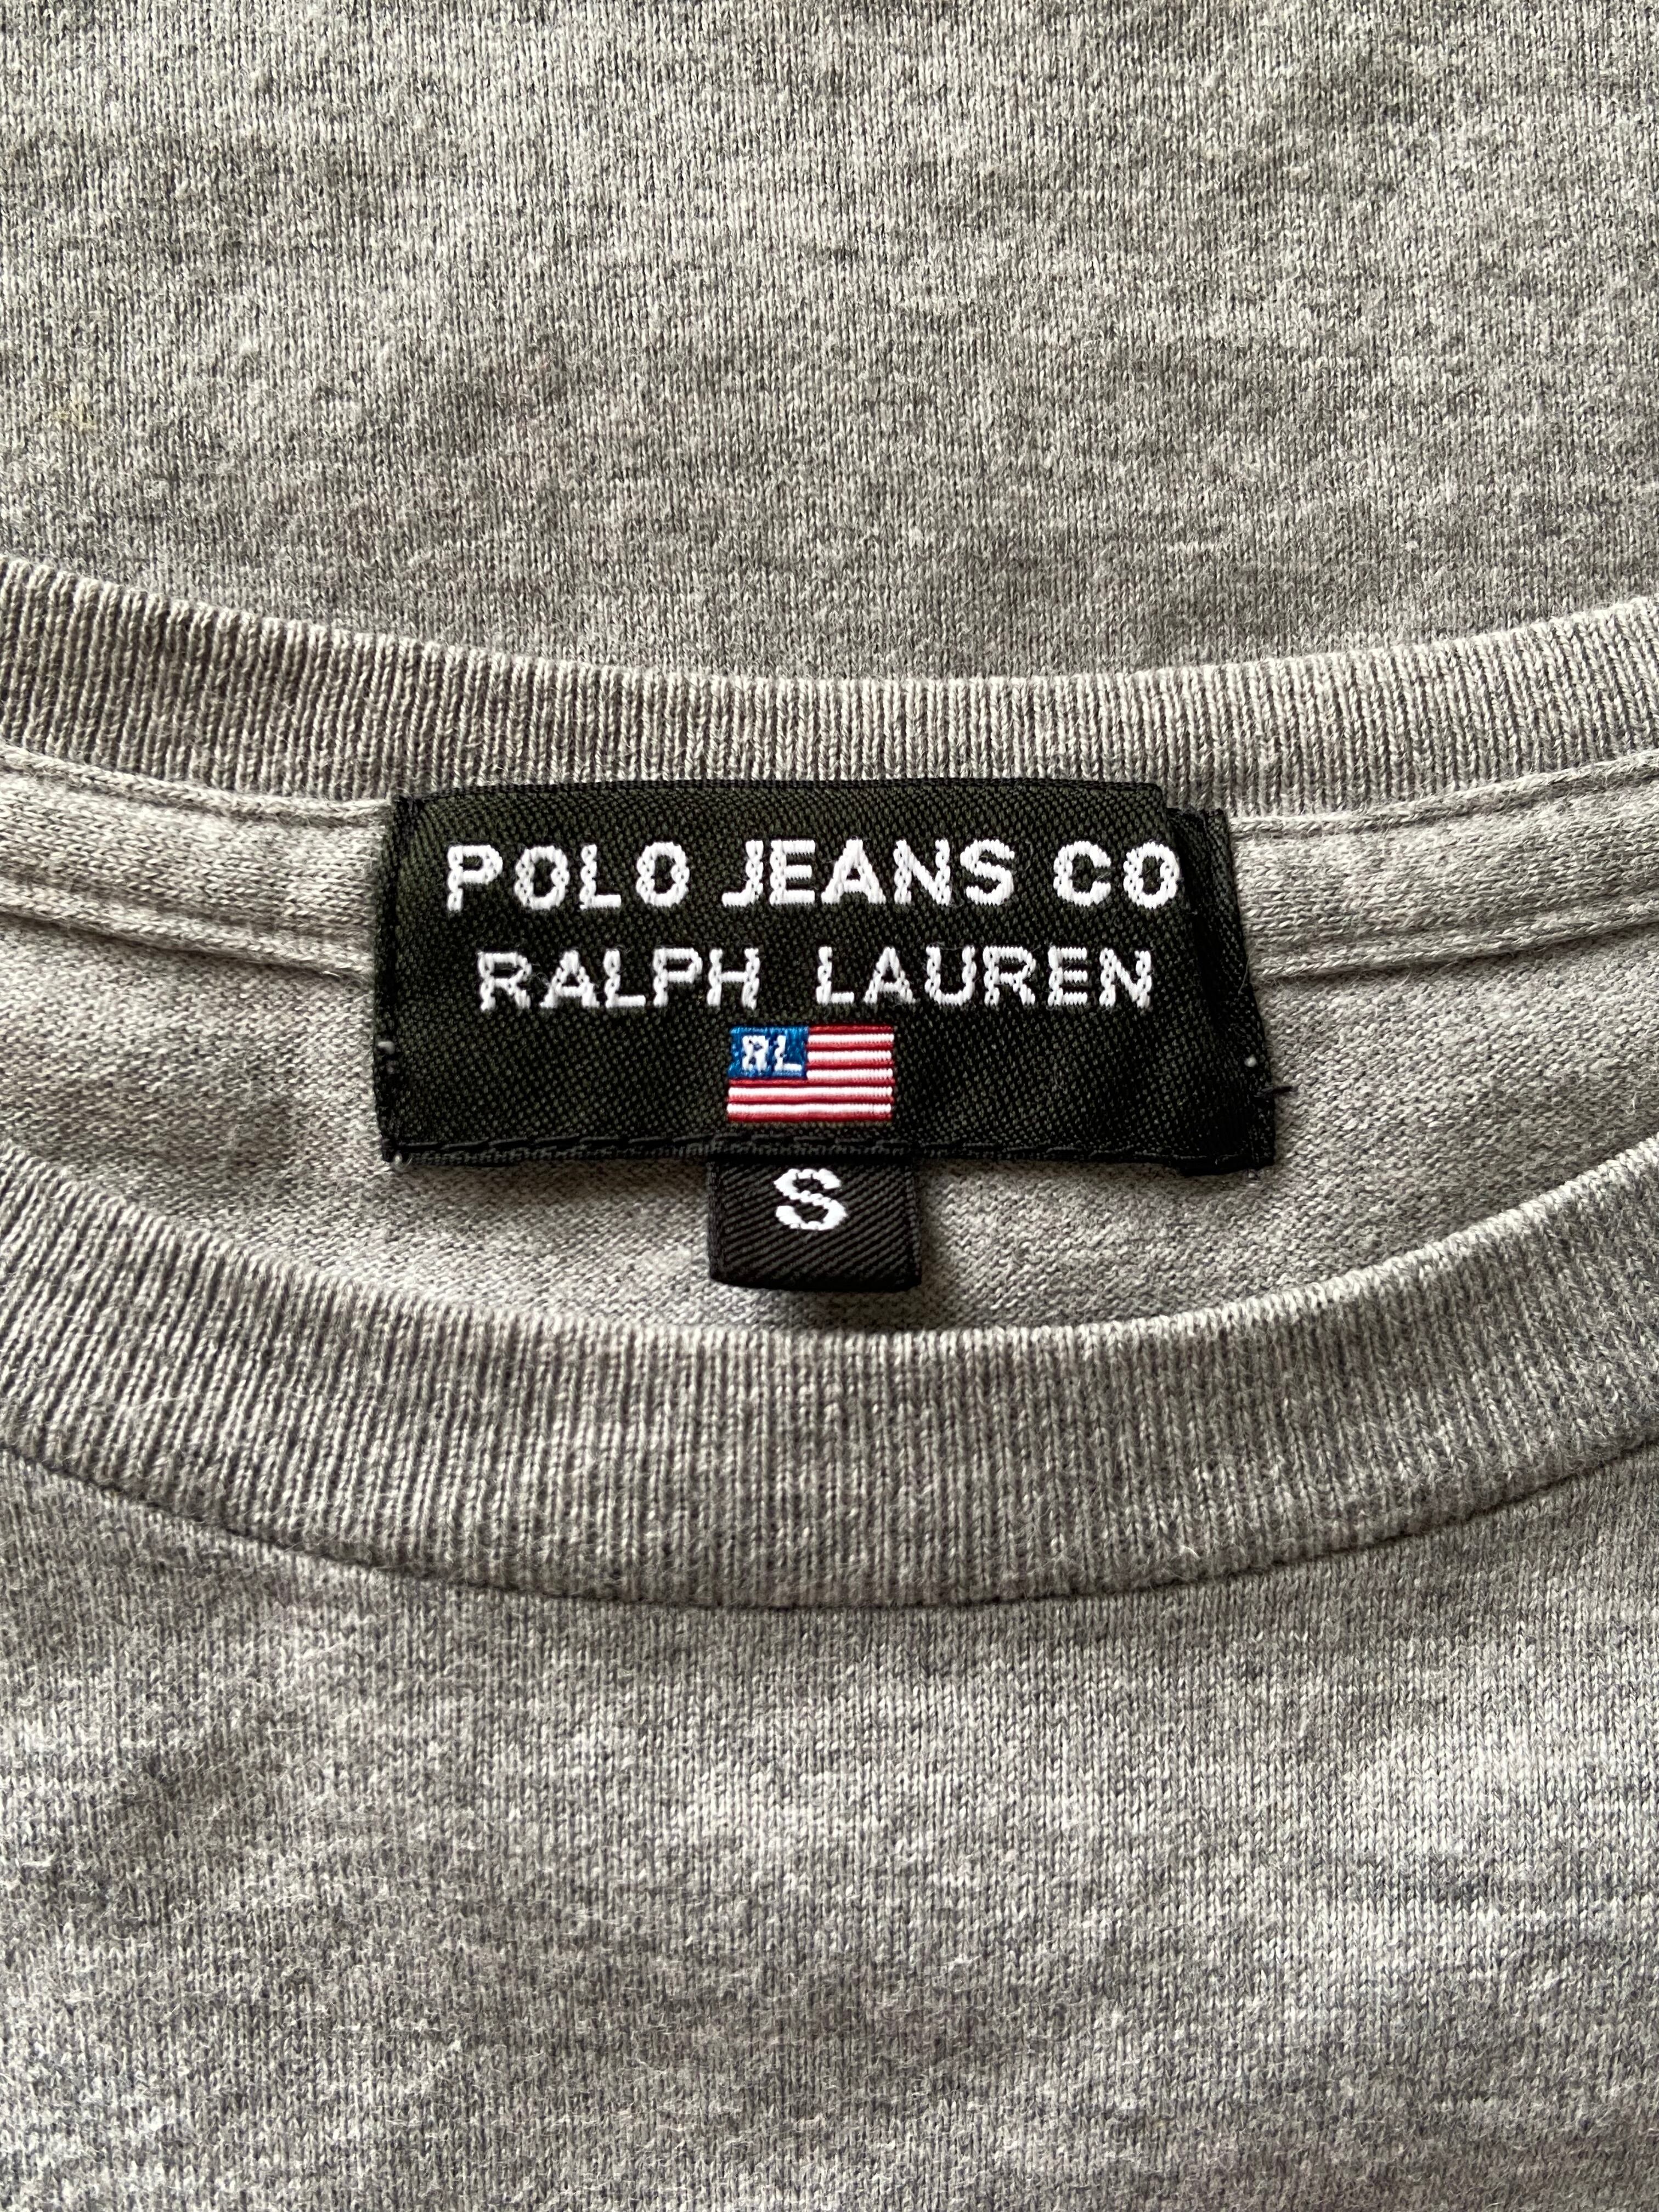 POLO JEANS CO
RALPH LAUREN
RL
S